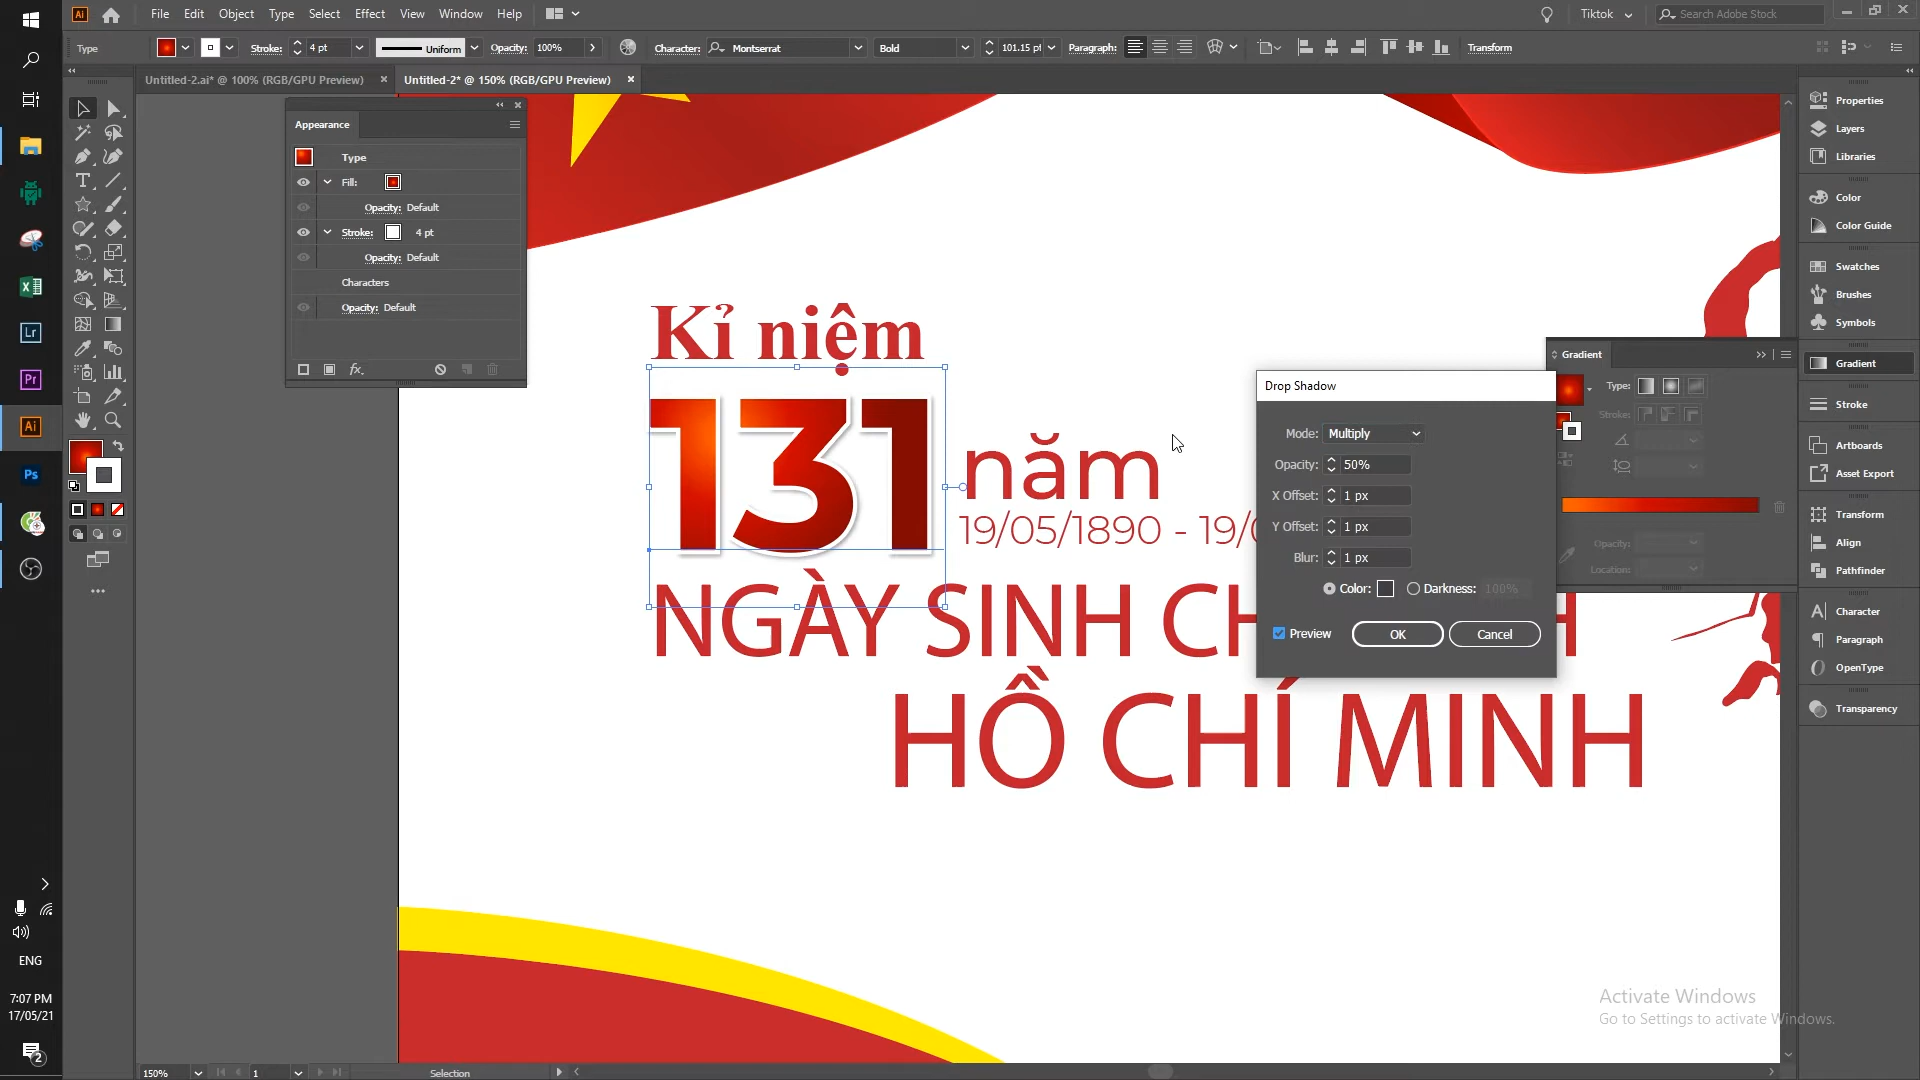 File Edit Object Type Select Effect View Window Help
Tiktok
Search Adobe Stock
Type
Stroke: 4 pt
Uniform
Opacity: 100%
Character: Montserrat
Bold
101.15 pt
Paragraph:
Transform
Untitled-2.ai* @ 100% (RGB/GPU Preview)
Untitled-2* @ 150% (RGB/GPU Preview)
Appearance
Type
Fill:
Opacity: Default
Stroke: 4 pt
Opacity: Default
Characters
Opacity: Default
fx
Kỉ niệm
131 năm
19/05/1890 - 19/
NGÀY SINH CH
HỒ CHÍ MINH
Drop Shadow
Mode: Multiply
Opacity: 50%
X Offset: 1 px
Y Offset: 1 px
Blur: 1 px
Color:
Darkness: 100%
Preview
OK
Cancel
Gradient
Type:
Stroke:
Opacity:
Location:
Properties
Layers
Libraries
Color
Color Guide
Swatches
Brushes
Symbols
Gradient
Stroke
Artboards
Asset Export
Transform
Align
Pathfinder
Character
Paragraph
OpenType
Transparency
Ai
Lr
Pr
Ai
Ps
ENG
7:07 PM
17/05/21
2
150%
1
Selection
Activate Windows
Go to Settings to activate Windows.